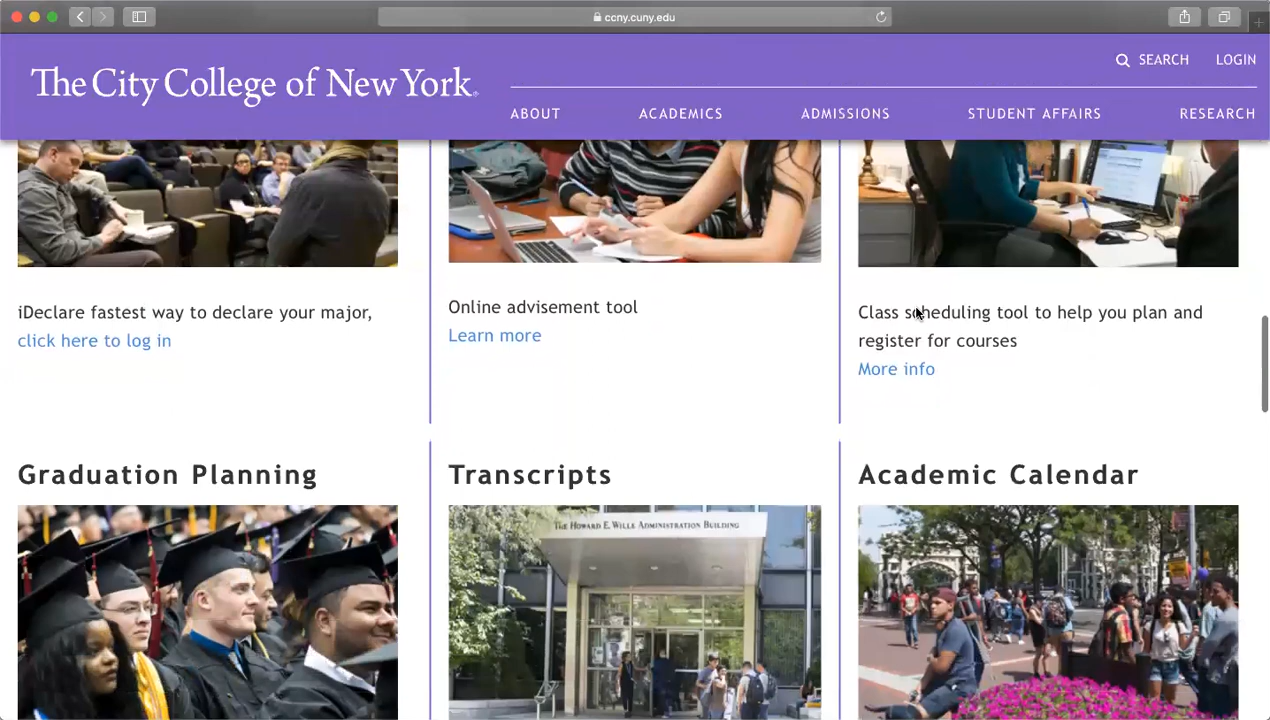 ccny.cuny.edu
The City College of New York
SEARCH LOGIN
ABOUT ACADEMICS ADMISSIONS STUDENT AFFAIRS RESEARCH
iDeclare fastest way to declare your major,
click here to log in
Online advisement tool
Learn more
Class scheduling tool to help you plan and
register for courses
More info
Graduation Planning
Transcripts
Academic Calendar
THE HOWARD E. WILLE ADMINISTRATION BUILDING